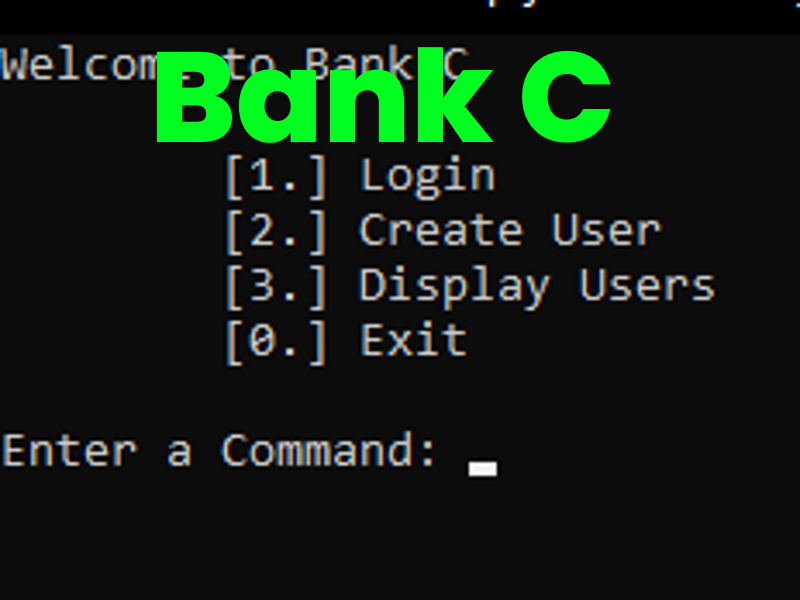 Welcome to Bank C
Bank C
[1.] Login
[2.] Create User
[3.] Display Users
[0.] Exit
Enter a Command: